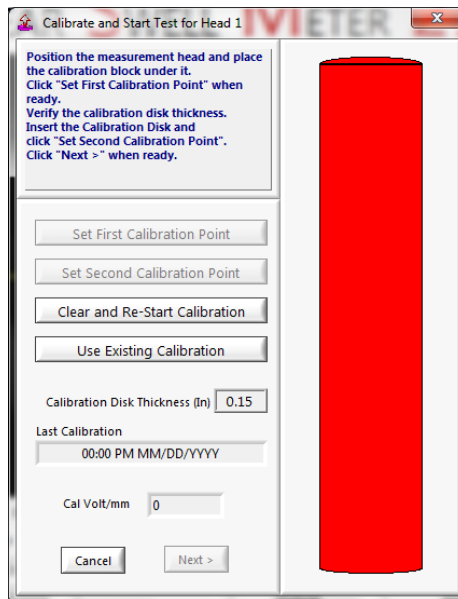 Calibrate and Start Test for Head 1
Position the measurement head and place
the calibration block under it.
Click "Set First Calibration Point" when
ready.
Verify the calibration disk thickness.
Insert the Calibration Disk and
click "Set Second Calibration Point".
Click "Next >" when ready.
Set First Calibration Point
Set Second Calibration Point
Clear and Re-Start Calibration
Use Existing Calibration
Calibration Disk Thickness (In) 0.15
Last Calibration
00:00 PM MM/DD/YYYY
Cal Volt/mm 0
Cancel Next >